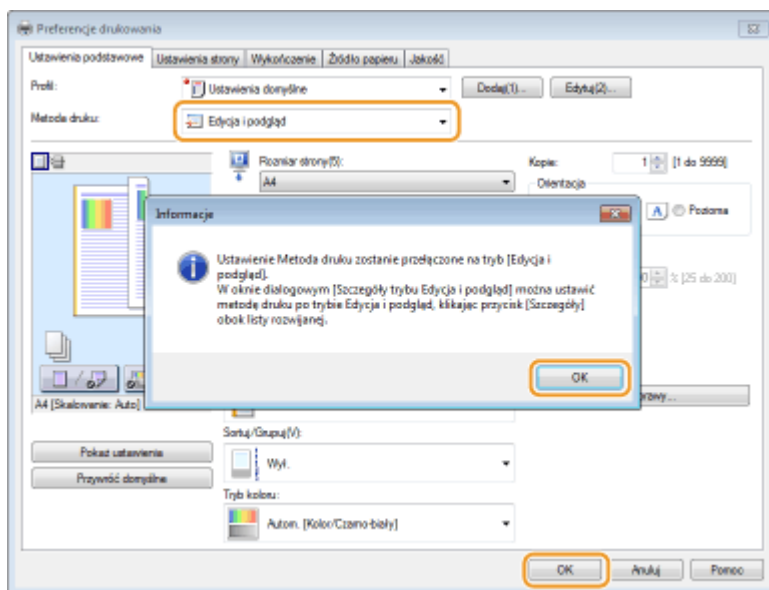 Preferencje drukowania
Ustawienia podstawowe Ustawienia strony Wykończenie Źródło papieru Jakość
Profil: Ustawienia domyślne Dodaj(1)... Edytuj(2)...
Metoda druku: Edycja i podgląd
Rozmiar strony(5): Kopie: 1 [1 do 9999]
A4 Orientacja
A Pozioma
Informacje
Ustawienie Metoda druku zostanie przełączone na tryb [Edycja i
podgląd].
W oknie dialogowym [Szczegóły trybu Edycja i podgląd] można ustawić
metodę druku po trybie Edycja i podgląd, klikając przycisk [Szczegóły]
obok listy rozwijanej.
% [25 do 200]
OK
A4 [Skalowanie: Auto]
Sortuj/Grupuj(V):
Pokaż ustawienia
Wył.
Przywróć domyślne
Tryb koloru:
Autom. [Kolor/Czarno-biały]
OK Anuluj Pomoc